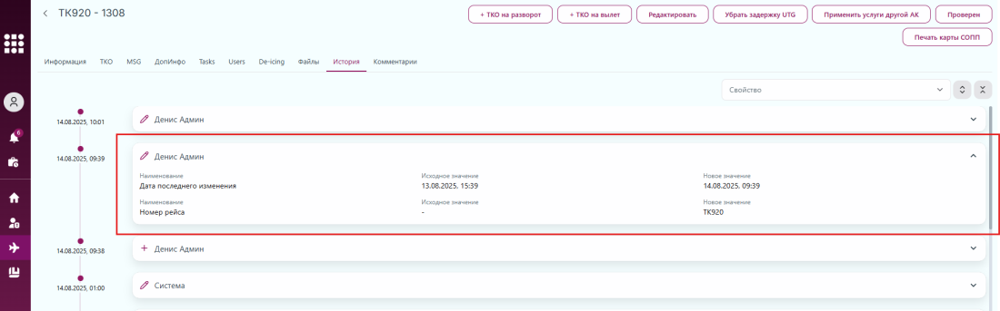 ТК920 - 1308
+ ТКО на разворот
+ ТКО на вылет
Редактировать
Убрать задержку UTG
Применить услуги другой АК
Проверен
Печать карты СОПП
Информация ТКО MSG ДопИнфо Tasks Users De-icing Файлы История Комментарии
Свойство
6
14.08.2025, 10:01
Денис Админ
14.08.2025, 09:39
Денис Админ
Наименование Исходное значение Новое значение
Дата последнего изменения 13.08.2025, 15:39 14.08.2025, 09:39
Наименование Исходное значение Новое значение
Номер рейса - ТК920
14.08.2025, 09:38
+ Денис Админ
14.08.2025, 01:00
Система